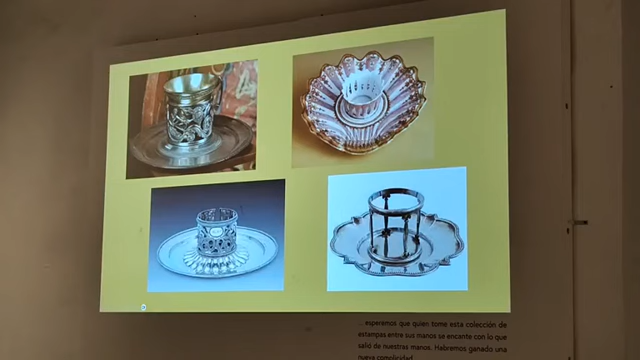 ... esperemos que quien tome esta colección de
estampas entre sus manos se encante con lo que
salió de nuestras manos. Habremos ganado una
nueva complicidad